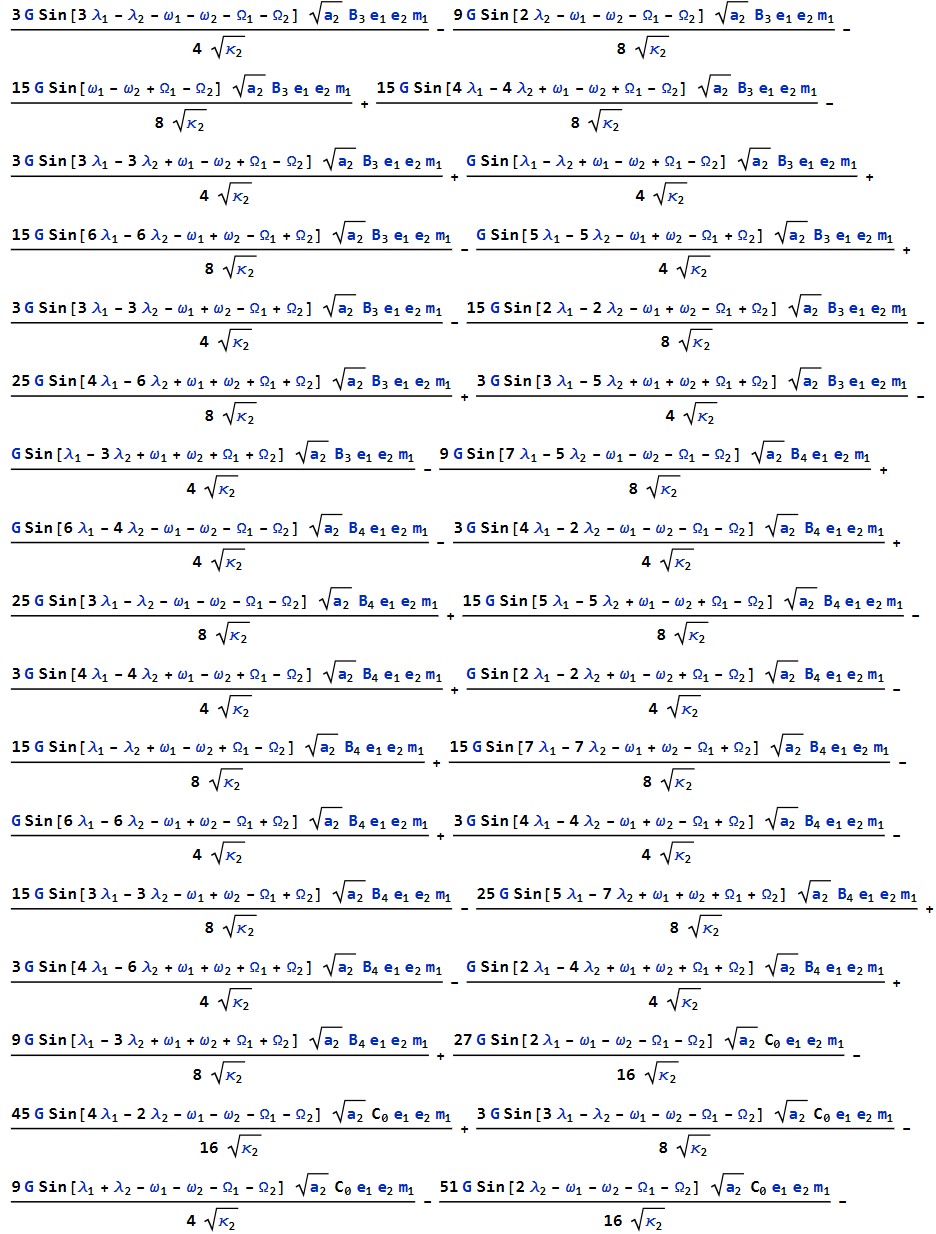 3 G Sin[3 λ₁ − λ₂ − ω₁ − ω₂ − Ω₁ − Ω₂] √a₂ B₃ e₁ e₂ m₁ / 4 √κ₂ − 9 G Sin[2 λ₂ − ω₁ − ω₂ − Ω₁ − Ω₂] √a₂ B₃ e₁ e₂ m₁ / 8 √κ₂ −
15 G Sin[ω₁ − ω₂ + Ω₁ − Ω₂] √a₂ B₃ e₁ e₂ m₁ / 8 √κ₂ + 15 G Sin[4 λ₁ − 4 λ₂ + ω₁ − ω₂ + Ω₁ − Ω₂] √a₂ B₃ e₁ e₂ m₁ / 8 √κ₂ −
3 G Sin[3 λ₁ − 3 λ₂ + ω₁ − ω₂ + Ω₁ − Ω₂] √a₂ B₃ e₁ e₂ m₁ / 4 √κ₂ + G Sin[λ₁ − λ₂ + ω₁ − ω₂ + Ω₁ − Ω₂] √a₂ B₃ e₁ e₂ m₁ / 4 √κ₂ +
15 G Sin[6 λ₁ − 6 λ₂ − ω₁ + ω₂ − Ω₁ + Ω₂] √a₂ B₃ e₁ e₂ m₁ / 8 √κ₂ − G Sin[5 λ₁ − 5 λ₂ − ω₁ + ω₂ − Ω₁ + Ω₂] √a₂ B₃ e₁ e₂ m₁ / 4 √κ₂ +
3 G Sin[3 λ₁ − 3 λ₂ − ω₁ + ω₂ − Ω₁ + Ω₂] √a₂ B₃ e₁ e₂ m₁ / 4 √κ₂ − 15 G Sin[2 λ₁ − 2 λ₂ − ω₁ + ω₂ − Ω₁ + Ω₂] √a₂ B₃ e₁ e₂ m₁ / 8 √κ₂ −
25 G Sin[4 λ₁ − 6 λ₂ + ω₁ + ω₂ + Ω₁ + Ω₂] √a₂ B₃ e₁ e₂ m₁ / 8 √κ₂ + 3 G Sin[3 λ₁ − 5 λ₂ + ω₁ + ω₂ + Ω₁ + Ω₂] √a₂ B₃ e₁ e₂ m₁ / 4 √κ₂ −
G Sin[λ₁ − 3 λ₂ + ω₁ + ω₂ + Ω₁ + Ω₂] √a₂ B₃ e₁ e₂ m₁ / 4 √κ₂ − 9 G Sin[7 λ₁ − 5 λ₂ − ω₁ − ω₂ − Ω₁ − Ω₂] √a₂ B₄ e₁ e₂ m₁ / 8 √κ₂ +
G Sin[6 λ₁ − 4 λ₂ − ω₁ − ω₂ − Ω₁ − Ω₂] √a₂ B₄ e₁ e₂ m₁ / 4 √κ₂ − 3 G Sin[4 λ₁ − 2 λ₂ − ω₁ − ω₂ − Ω₁ − Ω₂] √a₂ B₄ e₁ e₂ m₁ / 4 √κ₂ +
25 G Sin[3 λ₁ − λ₂ − ω₁ − ω₂ − Ω₁ − Ω₂] √a₂ B₄ e₁ e₂ m₁ / 8 √κ₂ + 15 G Sin[5 λ₁ − 5 λ₂ + ω₁ − ω₂ + Ω₁ − Ω₂] √a₂ B₄ e₁ e₂ m₁ / 8 √κ₂ −
3 G Sin[4 λ₁ − 4 λ₂ + ω₁ − ω₂ + Ω₁ − Ω₂] √a₂ B₄ e₁ e₂ m₁ / 4 √κ₂ + G Sin[2 λ₁ − 2 λ₂ + ω₁ − ω₂ + Ω₁ − Ω₂] √a₂ B₄ e₁ e₂ m₁ / 4 √κ₂ −
15 G Sin[λ₁ − λ₂ + ω₁ − ω₂ + Ω₁ − Ω₂] √a₂ B₄ e₁ e₂ m₁ / 8 √κ₂ + 15 G Sin[7 λ₁ − 7 λ₂ − ω₁ + ω₂ − Ω₁ + Ω₂] √a₂ B₄ e₁ e₂ m₁ / 8 √κ₂ −
G Sin[6 λ₁ − 6 λ₂ − ω₁ + ω₂ − Ω₁ + Ω₂] √a₂ B₄ e₁ e₂ m₁ / 4 √κ₂ + 3 G Sin[4 λ₁ − 4 λ₂ − ω₁ + ω₂ − Ω₁ + Ω₂] √a₂ B₄ e₁ e₂ m₁ / 4 √κ₂ −
15 G Sin[3 λ₁ − 3 λ₂ − ω₁ + ω₂ − Ω₁ + Ω₂] √a₂ B₄ e₁ e₂ m₁ / 8 √κ₂ − 25 G Sin[5 λ₁ − 7 λ₂ + ω₁ + ω₂ + Ω₁ + Ω₂] √a₂ B₄ e₁ e₂ m₁ / 8 √κ₂ +
3 G Sin[4 λ₁ − 6 λ₂ + ω₁ + ω₂ + Ω₁ + Ω₂] √a₂ B₄ e₁ e₂ m₁ / 4 √κ₂ − G Sin[2 λ₁ − 4 λ₂ + ω₁ + ω₂ + Ω₁ + Ω₂] √a₂ B₄ e₁ e₂ m₁ / 4 √κ₂ +
9 G Sin[λ₁ − 3 λ₂ + ω₁ + ω₂ + Ω₁ + Ω₂] √a₂ B₄ e₁ e₂ m₁ / 8 √κ₂ + 27 G Sin[2 λ₁ − ω₁ − ω₂ − Ω₁ − Ω₂] √a₂ C₀ e₁ e₂ m₁ / 16 √κ₂ −
45 G Sin[4 λ₁ − 2 λ₂ − ω₁ − ω₂ − Ω₁ − Ω₂] √a₂ C₀ e₁ e₂ m₁ / 16 √κ₂ + 3 G Sin[3 λ₁ − λ₂ − ω₁ − ω₂ − Ω₁ − Ω₂] √a₂ C₀ e₁ e₂ m₁ / 8 √κ₂ −
9 G Sin[λ₁ + λ₂ − ω₁ − ω₂ − Ω₁ − Ω₂] √a₂ C₀ e₁ e₂ m₁ / 4 √κ₂ − 51 G Sin[2 λ₂ − ω₁ − ω₂ − Ω₁ − Ω₂] √a₂ C₀ e₁ e₂ m₁ / 16 √κ₂ −